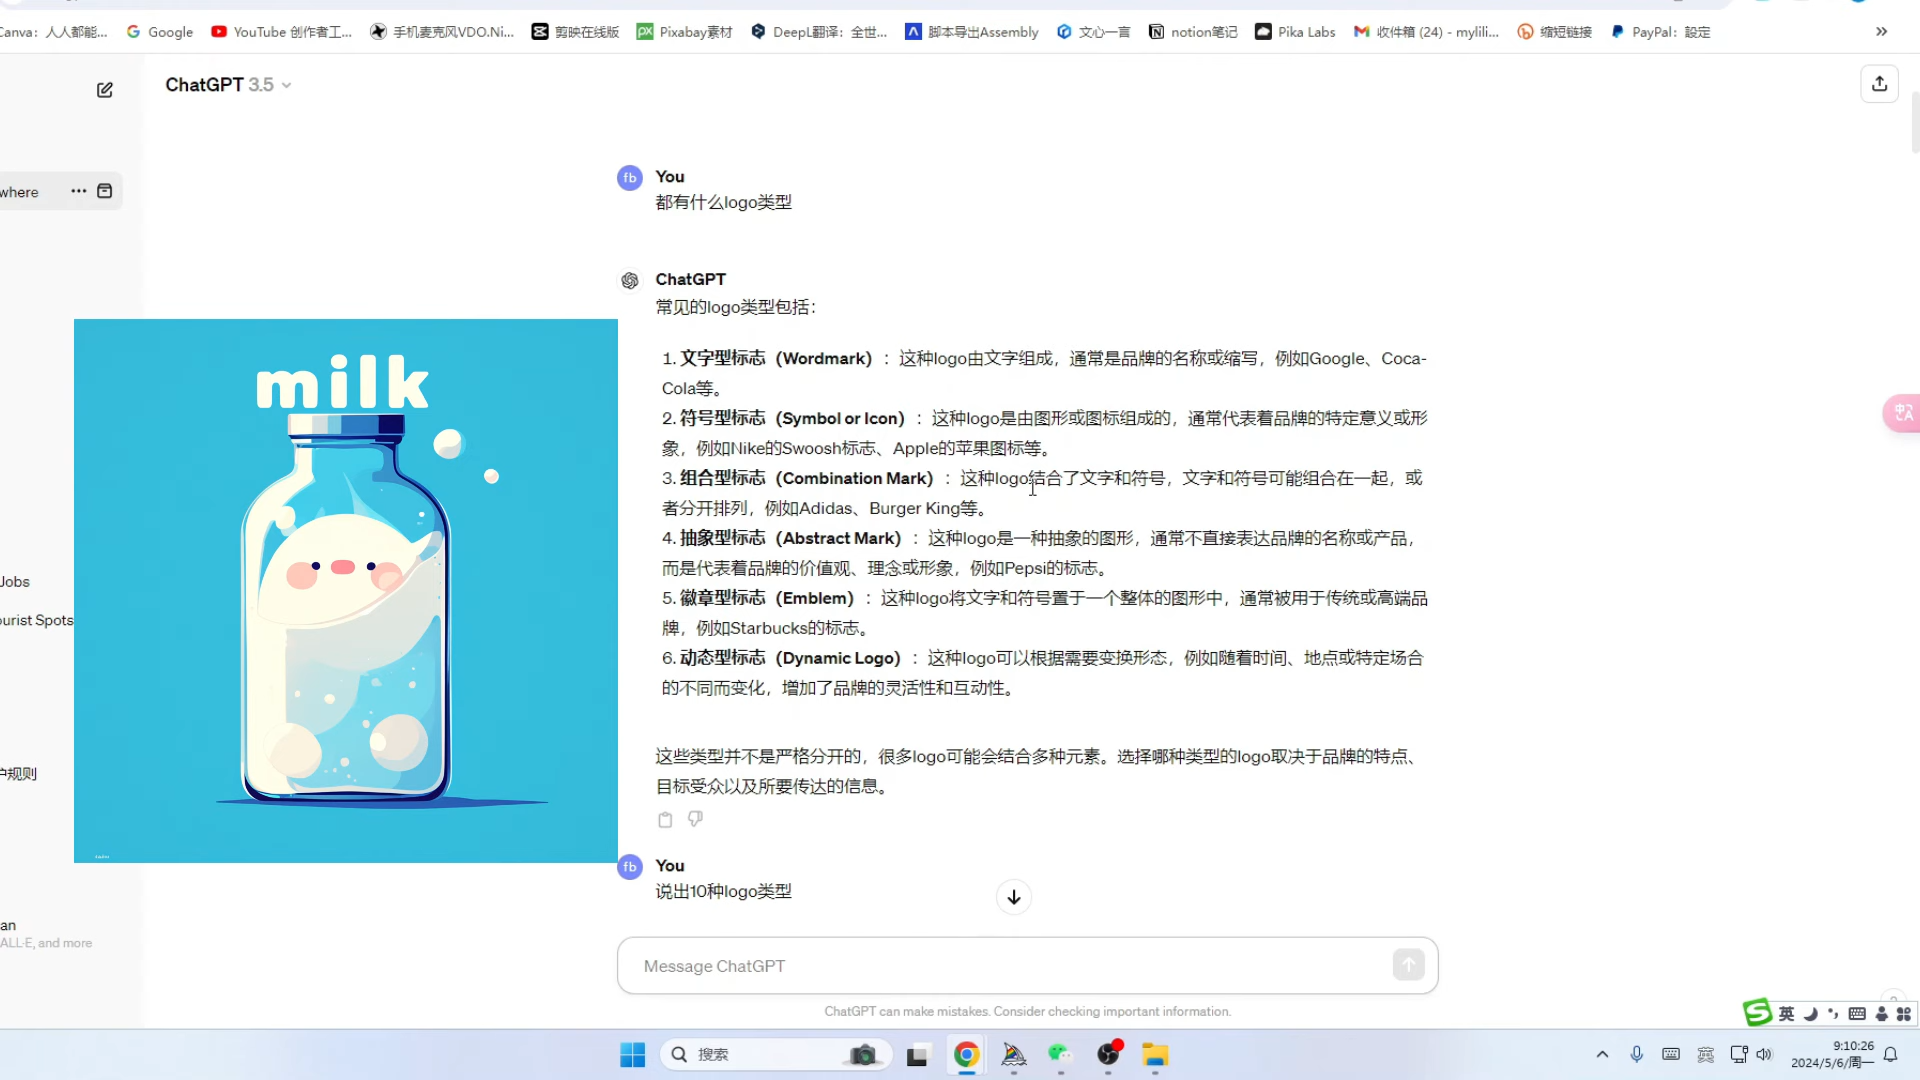 Canva：人人都能...
Google
YouTube 创作者工...
手机麦克风VDO.Ni...
剪映在线版
Pixabay素材
DeepL翻译：全世...
脚本导出Assembly
文心一言
notion笔记
Pika Labs
收件箱 (24) - mylili...
缩短链接
PayPal：設定
ChatGPT 3.5
where
Jobs
ourist Spots
户规则
an
ALL·E, and more
milk
You
都有什么logo类型
ChatGPT
常见的logo类型包括：
1. 文字型标志（Wordmark）：这种logo由文字组成，通常是品牌的名称或缩写，例如Google、Coca-
Cola等。
2. 符号型标志（Symbol or Icon）：这种logo是由图形或图标组成的，通常代表着品牌的特定意义或形
象，例如Nike的Swoosh标志、Apple的苹果图标等。
3. 组合型标志（Combination Mark）：这种logo结合了文字和符号，文字和符号可能组合在一起，或
者分开排列，例如Adidas、Burger King等。
4. 抽象型标志（Abstract Mark）：这种logo是一种抽象的图形，通常不直接表达品牌的名称或产品，
而是代表着品牌的价值观、理念或形象，例如Pepsi的标志。
5. 徽章型标志（Emblem）：这种logo将文字和符号置于一个整体的图形中，通常被用于传统或高端品
牌，例如Starbucks的标志。
6. 动态型标志（Dynamic Logo）：这种logo可以根据需要变换形态，例如随着时间、地点或特定场合
的不同而变化，增加了品牌的灵活性和互动性。
这些类型并不是严格分开的，很多logo可能会结合多种元素。选择哪种类型的logo取决于品牌的特点、
目标受众以及所要传达的信息。
fb
You
说出10种logo类型
Message ChatGPT
ChatGPT can make mistakes. Consider checking important information.
英
搜索
9:10:26
2024/5/6/周一